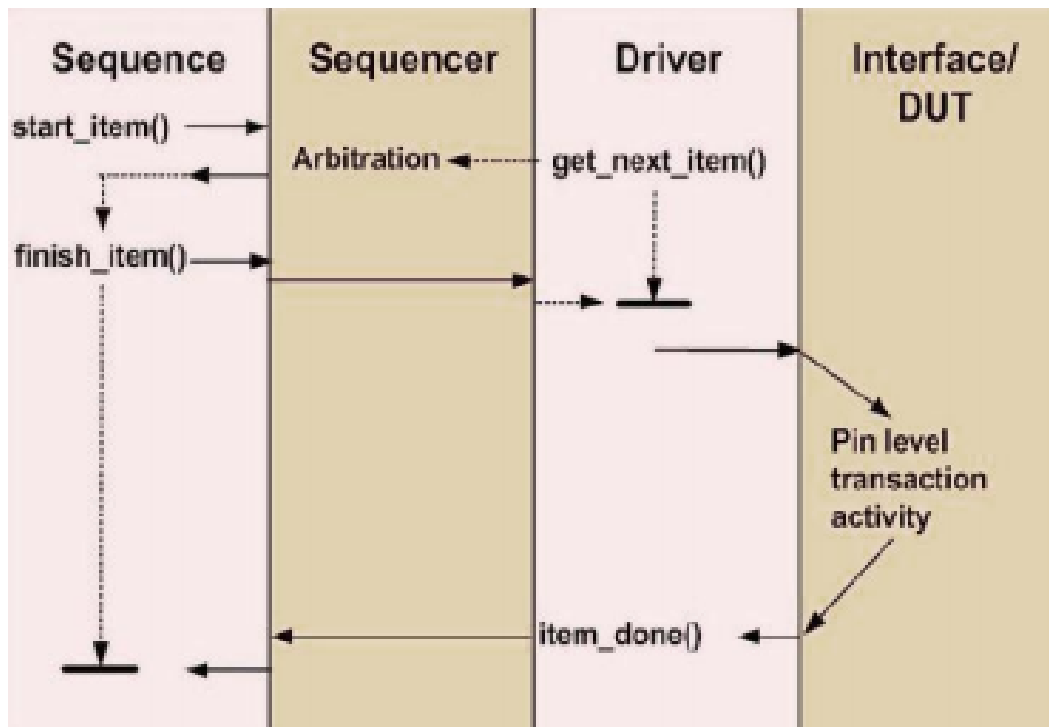 Sequence
Sequencer
Driver
Interface/
DUT
start_item()
Arbitration
get_next_item()
finish_item()
Pin level
transaction
activity
item_done()